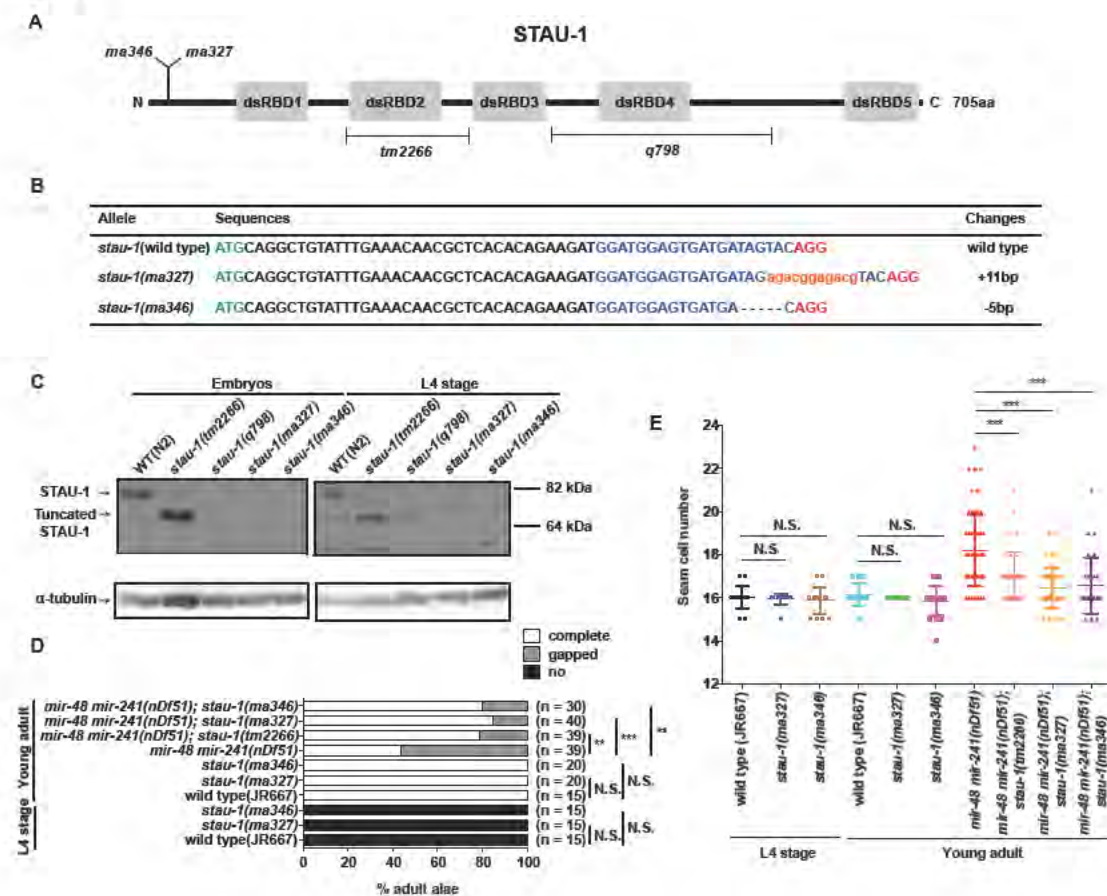 A
STAU-1
ma346 ma327
N dsRBD1 dsRBD2 dsRBD3 dsRBD4 dsRBD5 C 705aa
tm2266 q798
B
Allele Sequences Changes
stau-1(wild type) ATGCAGGCTGTATTTGAAACAACGCTCACACAGAAGATGGATGGAGTGATGATAGTACAGG wild type
stau-1(ma327) ATGCAGGCTGTATTTGAAACAACGCTCACACAGAAGATGGATGGAGTGATGATAGagacggagacgTACAGG +11bp
stau-1(ma346) ATGCAGGCTGTATTTGAAACAACGCTCACACAGAAGATGGATGGAGTGATGA-----CAGG -5bp
C
Embryos L4 stage
WT(N2) stau-1(tm2266) stau-1(q798) stau-1(ma327) stau-1(ma346) WT(N2) stau-1(tm2266) stau-1(q798) stau-1(ma327) stau-1(ma346)
STAU-1 → 82 kDa
Tuncated → 64 kDa
STAU-1
α-tubulin →
D
complete
gapped
no
Young adult
mir-48 mir-241(nDf51); stau-1(ma346) (n = 30)
mir-48 mir-241(nDf51); stau-1(ma327) (n = 40)
mir-48 mir-241(nDf51); stau-1(tm2266) (n = 39)
mir-48 mir-241(nDf51) (n = 39)
** *** **
stau-1(ma346) (n = 20)
stau-1(ma327) (n = 20)
wild type(JR667) (n = 15)
N.S. N.S.
L4 stage
stau-1(ma346) (n = 15)
stau-1(ma327) (n = 15)
wild type(JR667) (n = 15)
N.S. N.S.
0 20 40 60 80 100
% adult alae
E
Seam cell number
24
22
20
18
16
14
12
N.S.
N.S.
N.S.
N.S.
***
***
***
wild type(JR667)
stau-1(ma327)
stau-1(ma346)
wild type(JR667)
stau-1(ma327)
stau-1(ma346)
mir-48 mir-241(nDf51)
mir-48 mir-241(nDf51);
stau-1(tm2266)
mir-48 mir-241(nDf51);
stau-1(ma327)
mir-48 mir-241(nDf51);
stau-1(ma346)
L4 stage Young adult